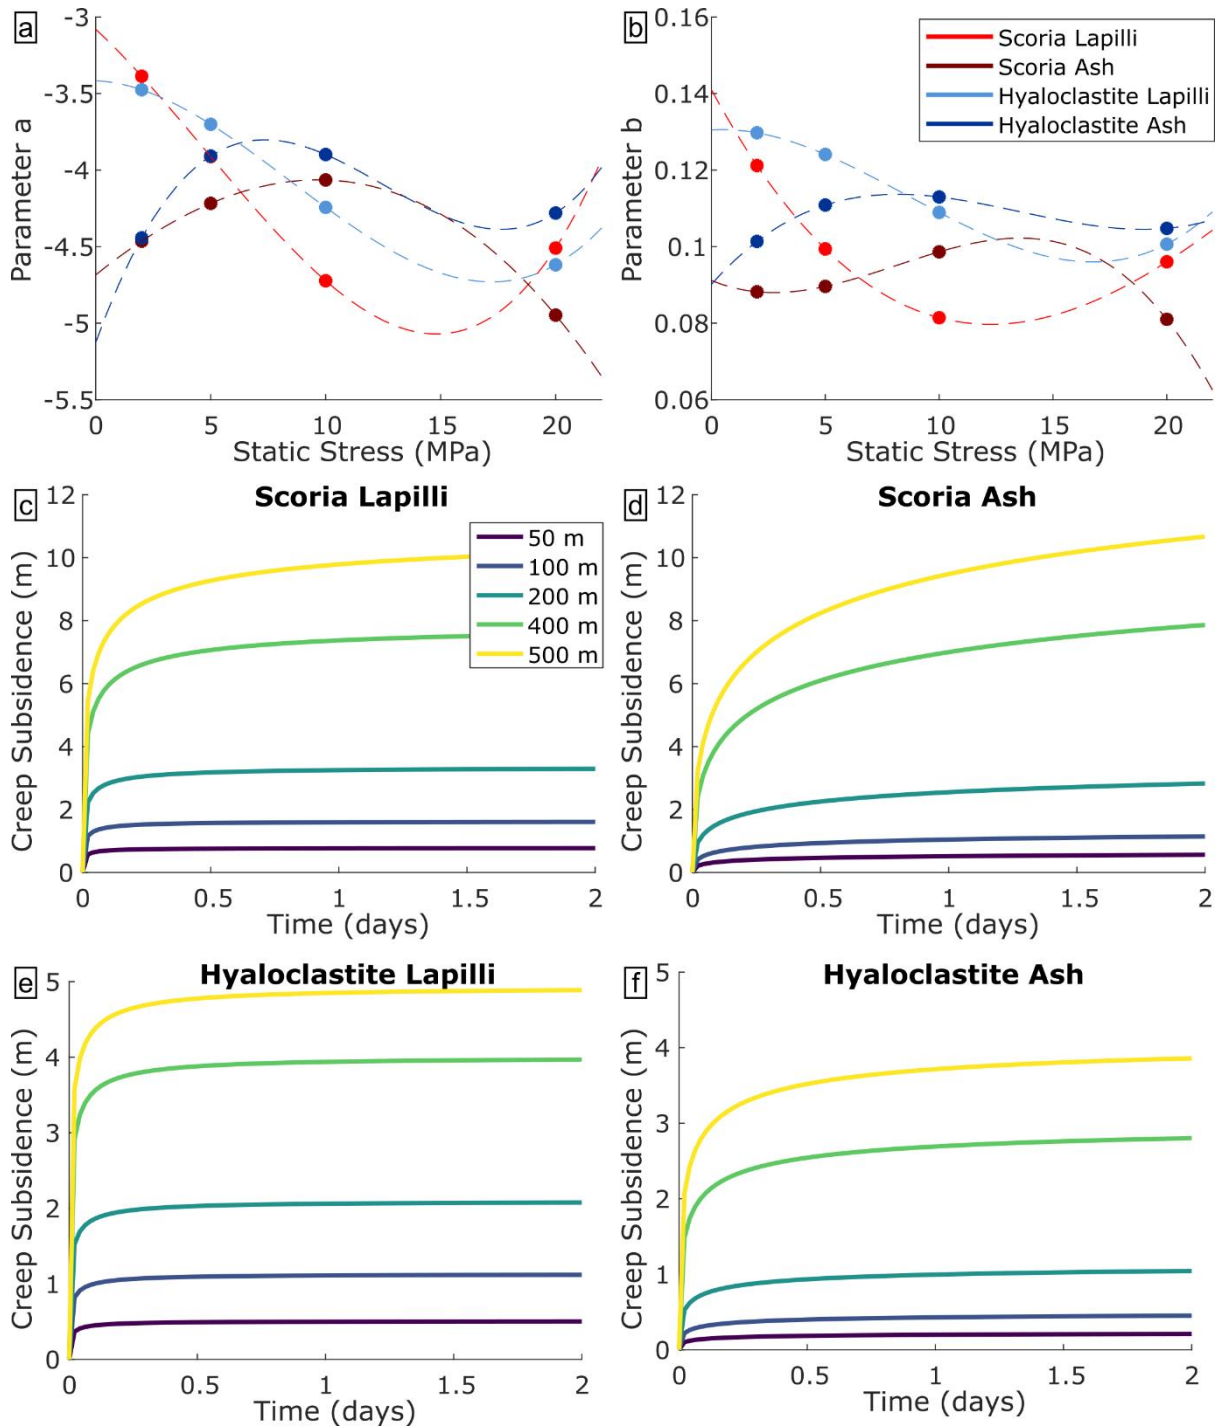 a
-3
-3.5
-4
-4.5
-5
-5.5
0
5
10
15
20
Static Stress (MPa)
Parameter a
b
0.16
0.14
0.12
0.1
0.08
0.06
0
5
10
15
20
Static Stress (MPa)
Parameter b
Scoria Lapilli
Scoria Ash
Hyaloclastite Lapilli
Hyaloclastite Ash
c
Scoria Lapilli
12
10
8
6
4
2
0
0
0.5
1
1.5
2
Time (days)
Creep Subsidence (m)
50 m
100 m
200 m
400 m
500 m
d
Scoria Ash
12
10
8
6
4
2
0
0
0.5
1
1.5
2
Time (days)
Creep Subsidence (m)
e
Hyaloclastite Lapilli
5
4
3
2
1
0
0
0.5
1
1.5
2
Time (days)
Creep Subsidence (m)
f
Hyaloclastite Ash
5
4
3
2
1
0
0
0.5
1
1.5
2
Time (days)
Creep Subsidence (m)